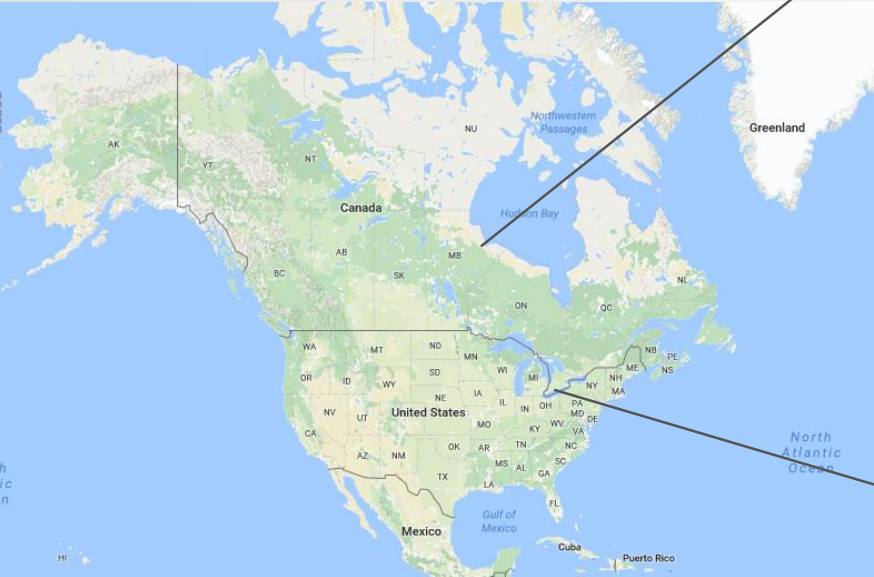 Greenland
Northwestern
Passages
NU
AK
YT
NT
Canada
Hudson Bay
AB
MB
BC
SK
NL
ON
QC
WA
MT
ND
MN
NB
PE
NS
ME
OR
ID
WY
SD
WI
MI
NY
NH
MA
NV
UT
NE
IA
IL
IN
OH
PA
MD
DE
United States
CA
MO
KY
WV
VA
AZ
NM
OK
AR
TN
NC
SC
MS
AL
GA
TX
LA
FL
North
Atlantic
Ocean
Gulf of
Mexico
Mexico
Cuba
Puerto Rico
HI
h
ic
n